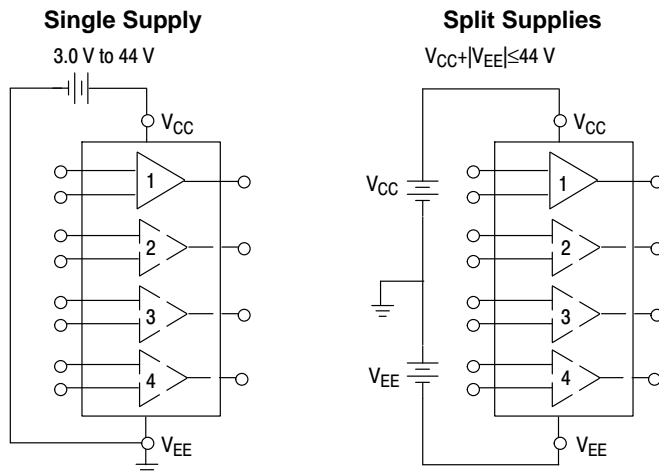 Single Supply
3.0 V to 44 V
VCC
1
2
3
4
VEE
Split Supplies
VCC+|VEE|≤44 V
VCC
VCC
1
2
3
4
VEE
VEE